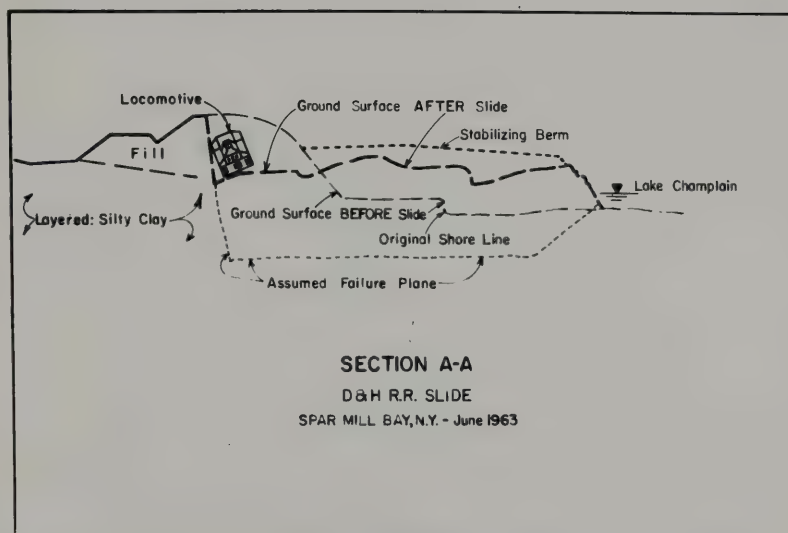 Locomotive
Ground Surface AFTER Slide
Stabilizing Berm
Fill
Lake Champlain
Layered: Silty Clay
Ground Surface BEFORE Slide
Original Shore Line
Assumed Failure Plane
SECTION A-A
D&H R.R. SLIDE
SPAR MILL BAY, N.Y. - June 1963